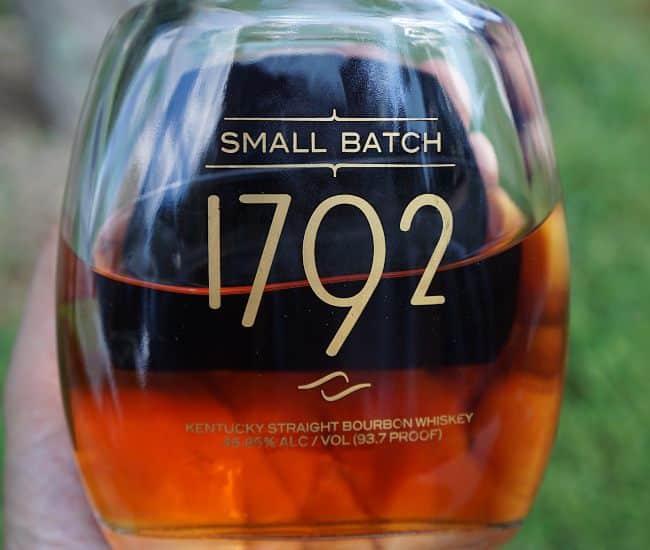 SMALL BATCH
1792
KENTUCKY STRAIGHT BOURBON WHISKEY
46.85% ALC / VOL (93.7 PROOF)